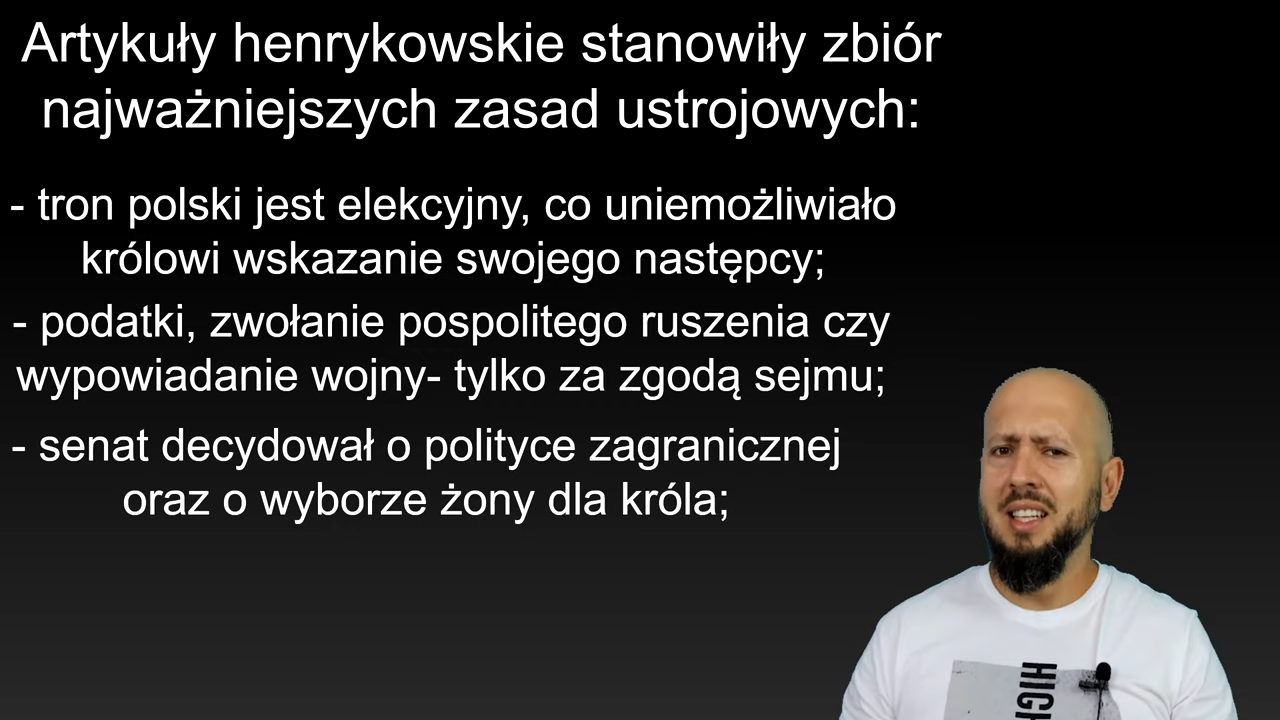 Artykuły henrykowskie stanowiły zbiór
najważniejszych zasad ustrojowych:
- tron polski jest elekcyjny, co uniemożliwiało
królowi wskazanie swojego następcy;
- podatki, zwołanie pospolitego ruszenia czy
wypowiadanie wojny- tylko za zgodą sejmu;
- senat decydował o polityce zagranicznej
oraz o wyborze żony dla króla;